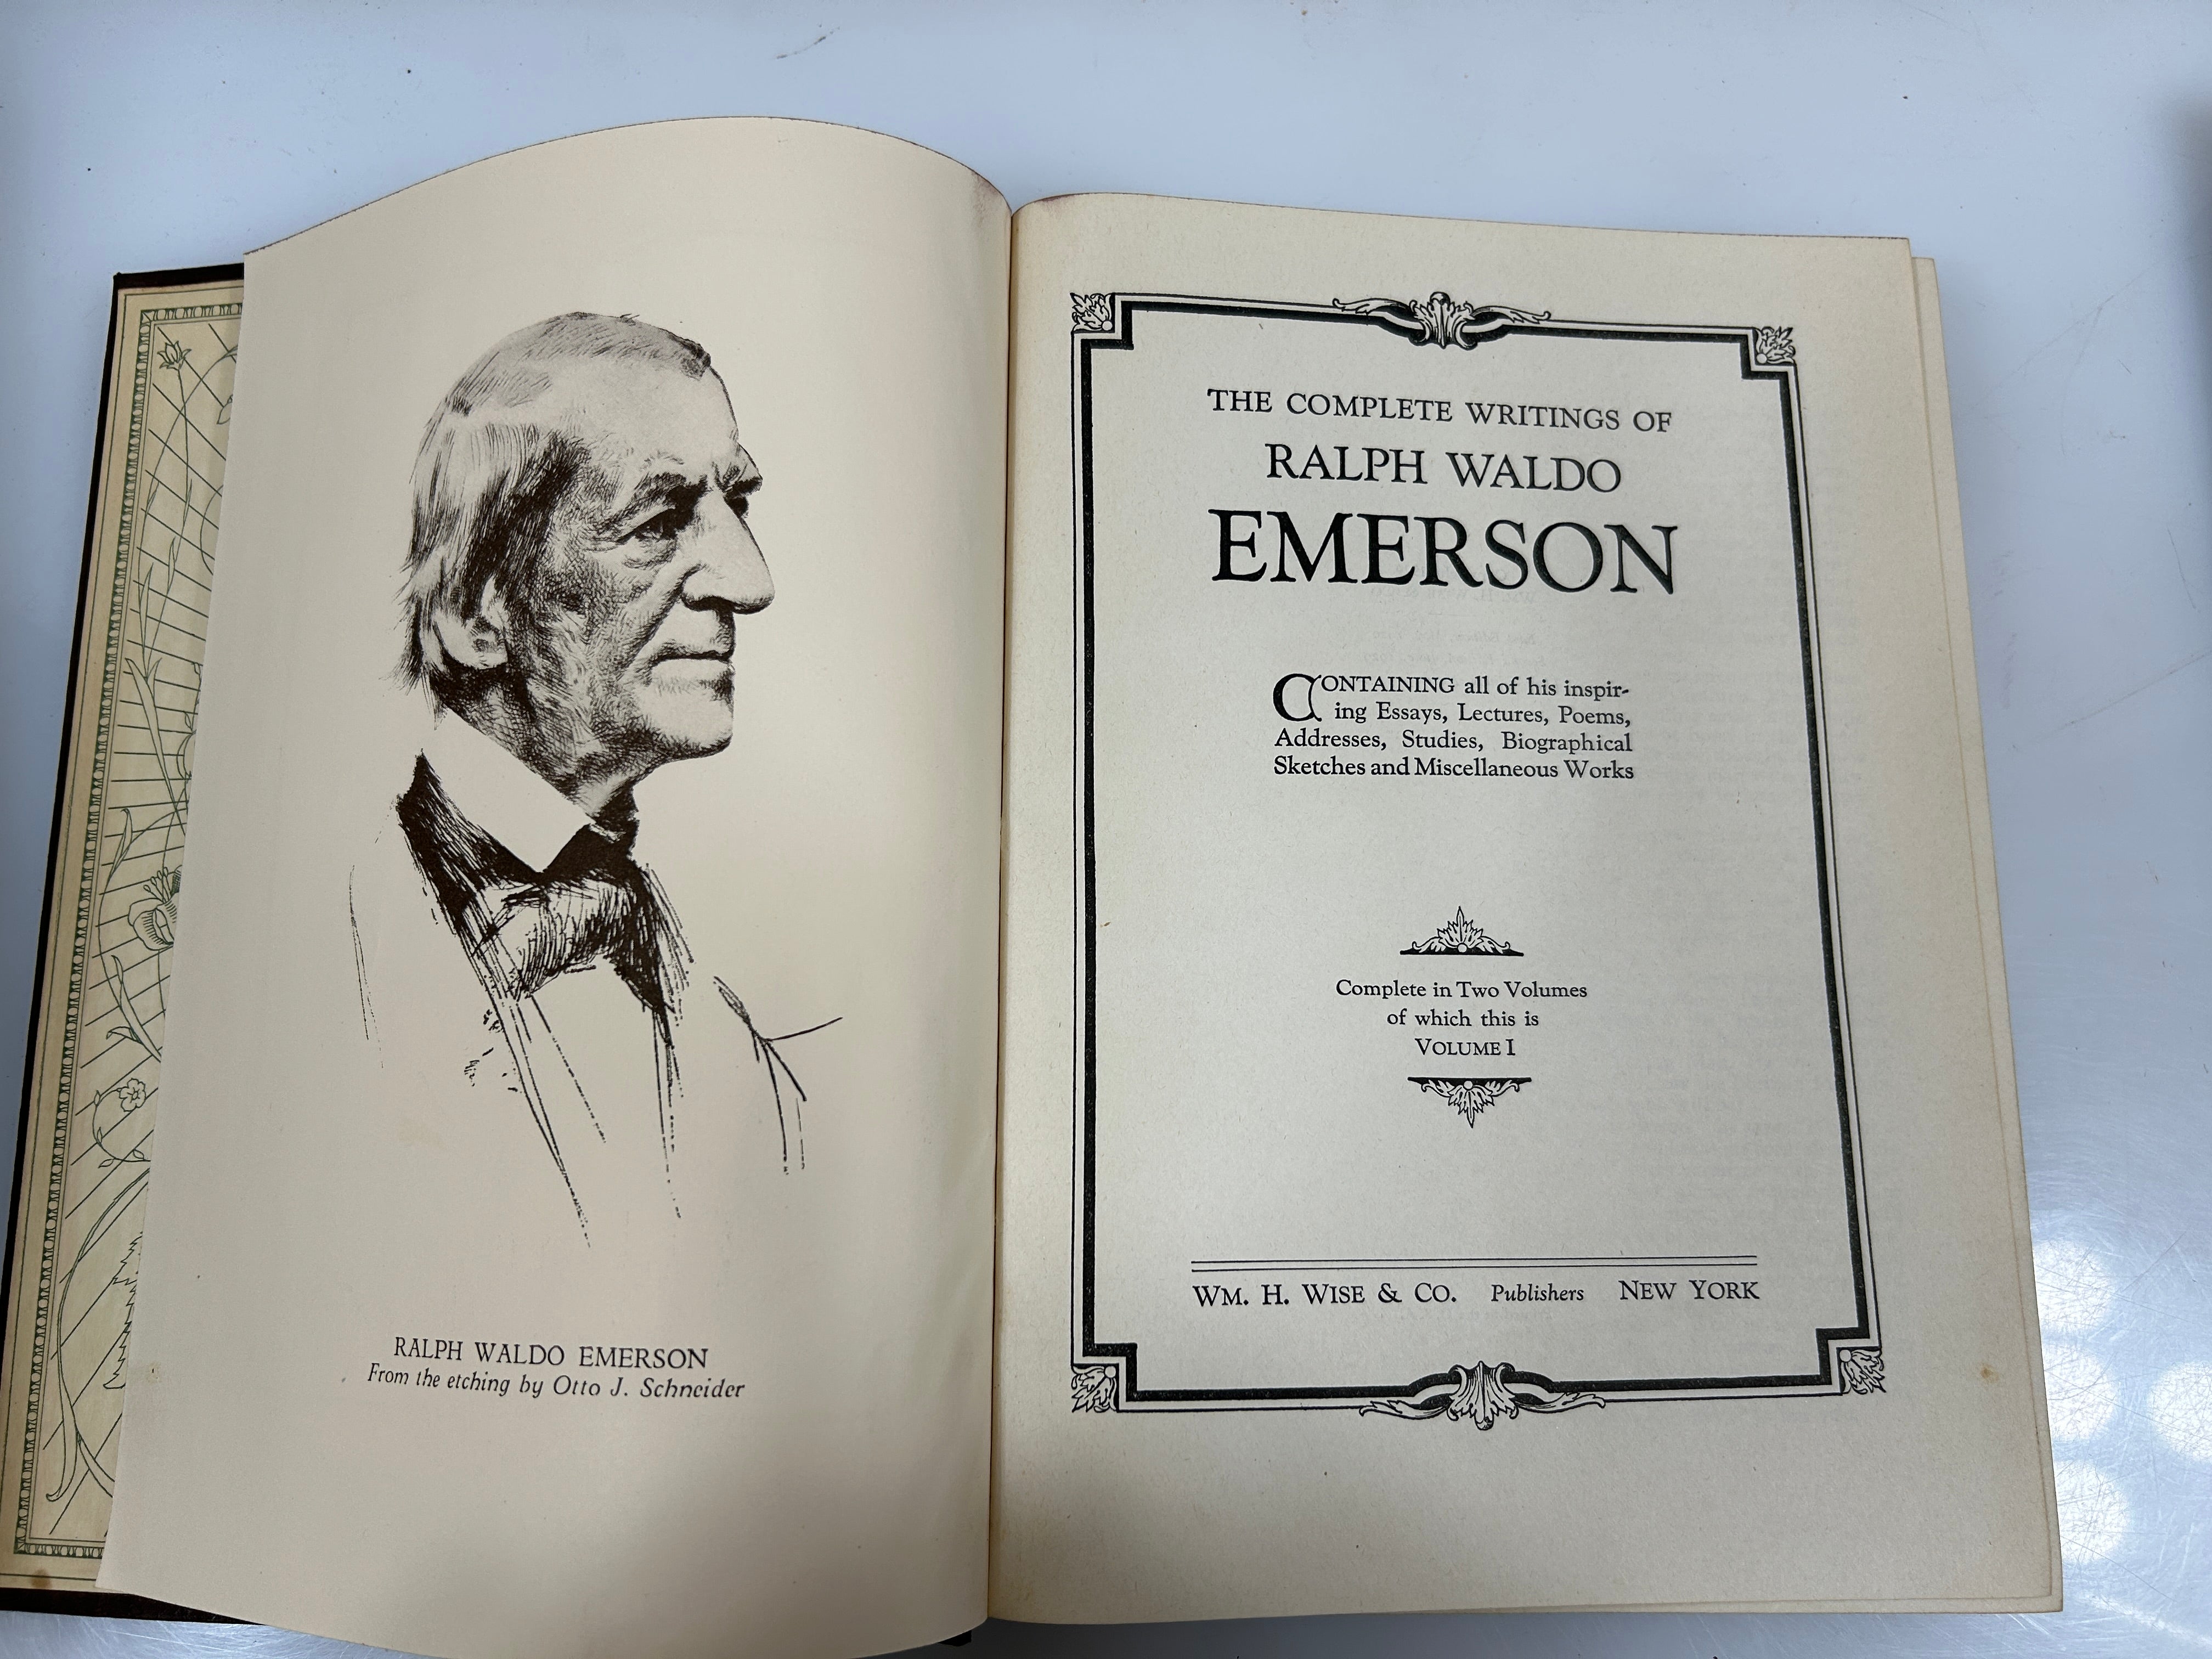 RALPH WALDO EMERSON
From the etching by Otto J. Schneider
THE COMPLETE WRITINGS OF
RALPH WALDO
EMERSON
CONTAINING all of his inspir-
ing Essays, Lectures, Poems,
Addresses, Studies, Biographical
Sketches and Miscellaneous Works
Complete in Two Volumes
of which this is
VOLUME I
WM. H. WISE & CO. Publishers NEW YORK